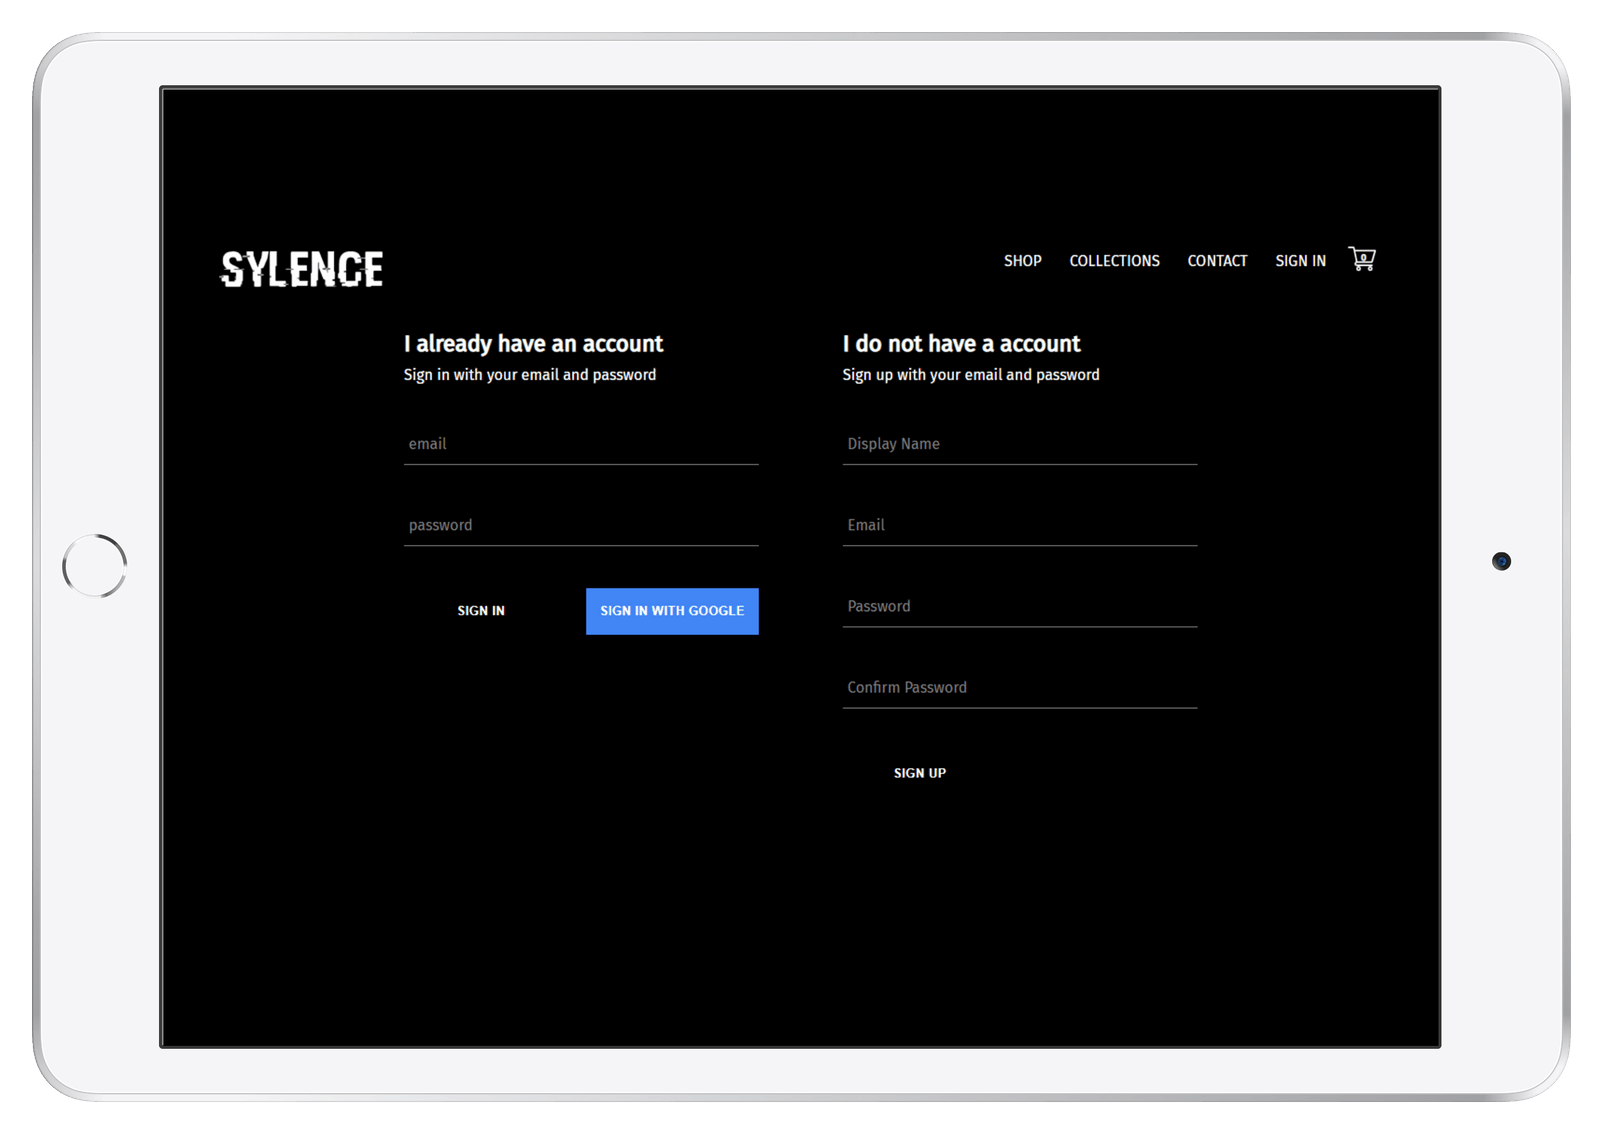 SYLENCE
SHOP COLLECTIONS CONTACT SIGN IN 0
I already have an account
Sign in with your email and password
email
password
SIGN IN SIGN IN WITH GOOGLE
I do not have a account
Sign up with your email and password
Display Name
Email
Password
Confirm Password
SIGN UP